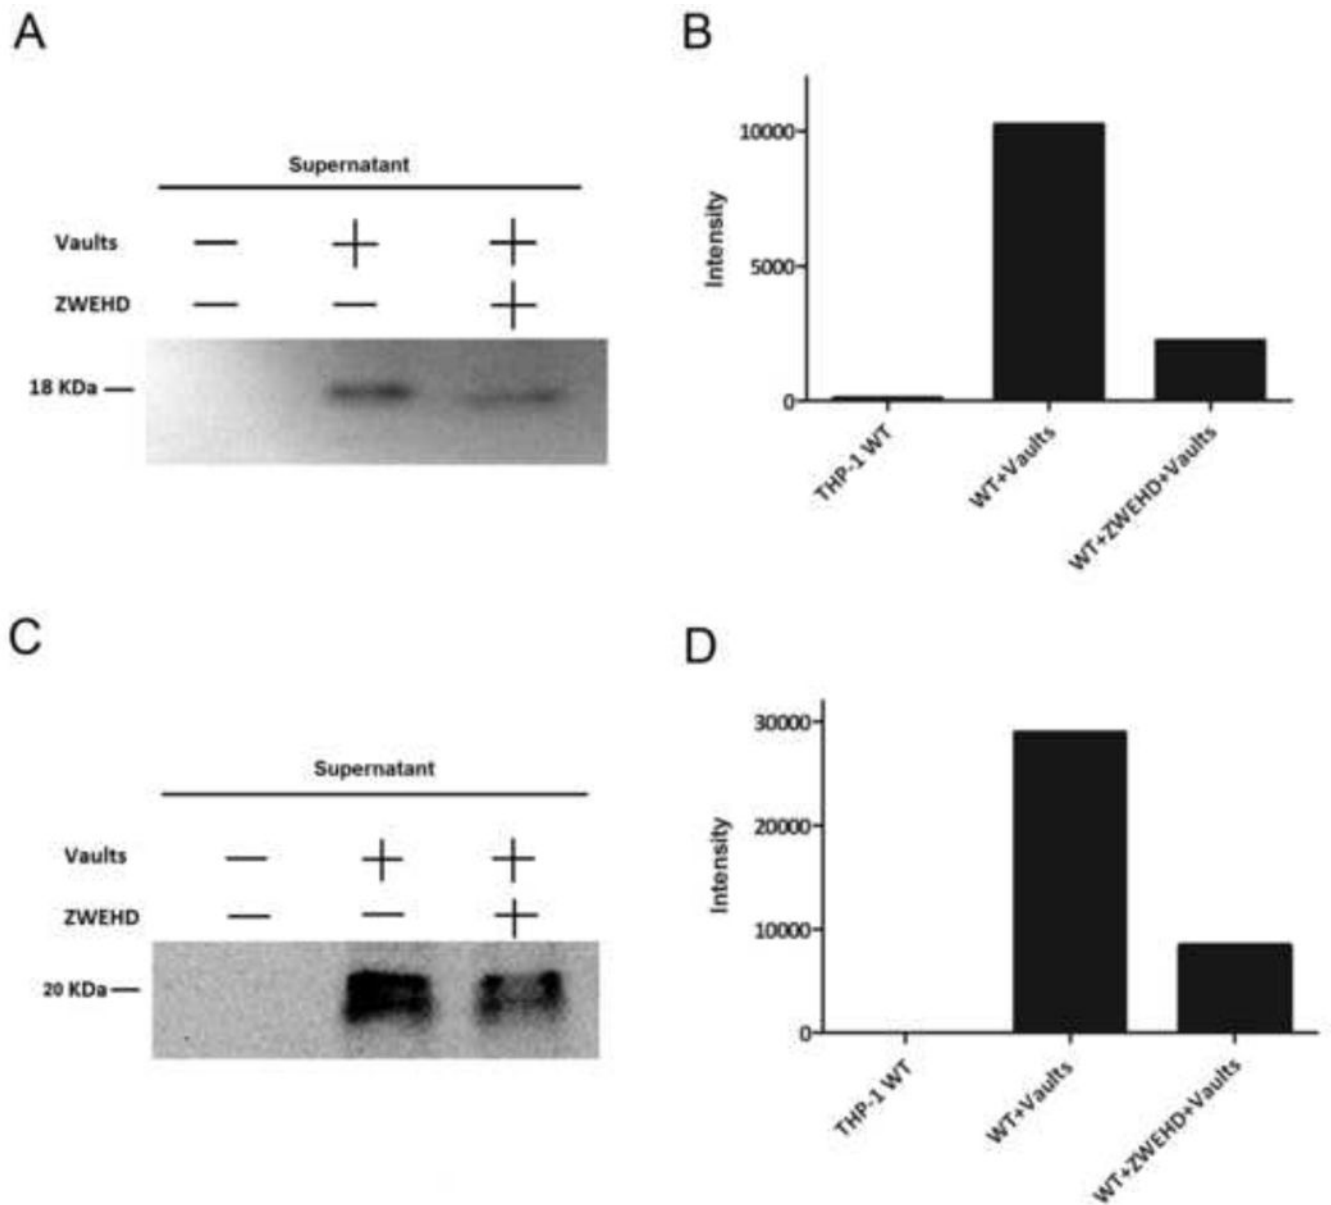 A
Supernatant
Vaults — + +
ZWEHD — — +
18 KDa
B
10000
5000
0
Intensity
THP-1 WT
WT+Vaults
WT+ZWEHD+Vaults
C
Supernatant
Vaults — + +
ZWEHD — — +
20 KDa
D
30000
20000
10000
0
Intensity
THP-1 WT
WT+Vaults
WT+ZWEHD+Vaults